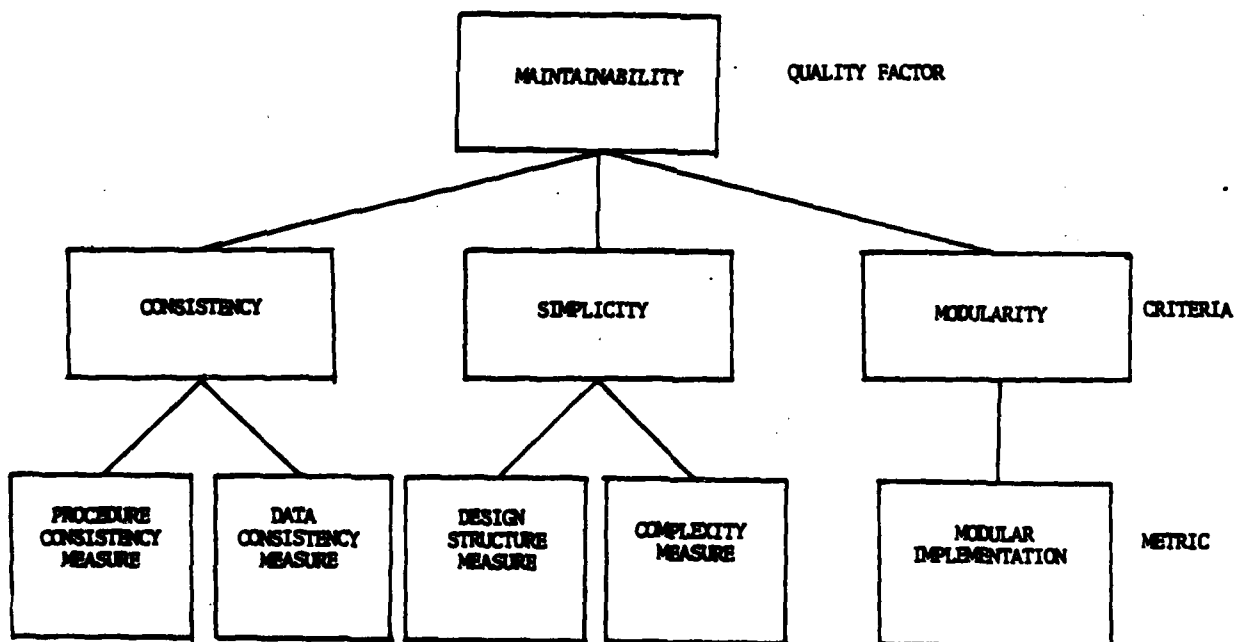 MAINTAINABILITY
QUALITY FACTOR
CONSISTENCY
SIMPLICITY
MODULARITY
CRITERIA
PROCEDURE
CONSISTENCY
MEASURE
DATA
CONSISTENCY
MEASURE
DESIGN
STRUCTURE
MEASURE
COMPLEXITY
MEASURE
MODULAR
IMPLEMENTATION
METRIC